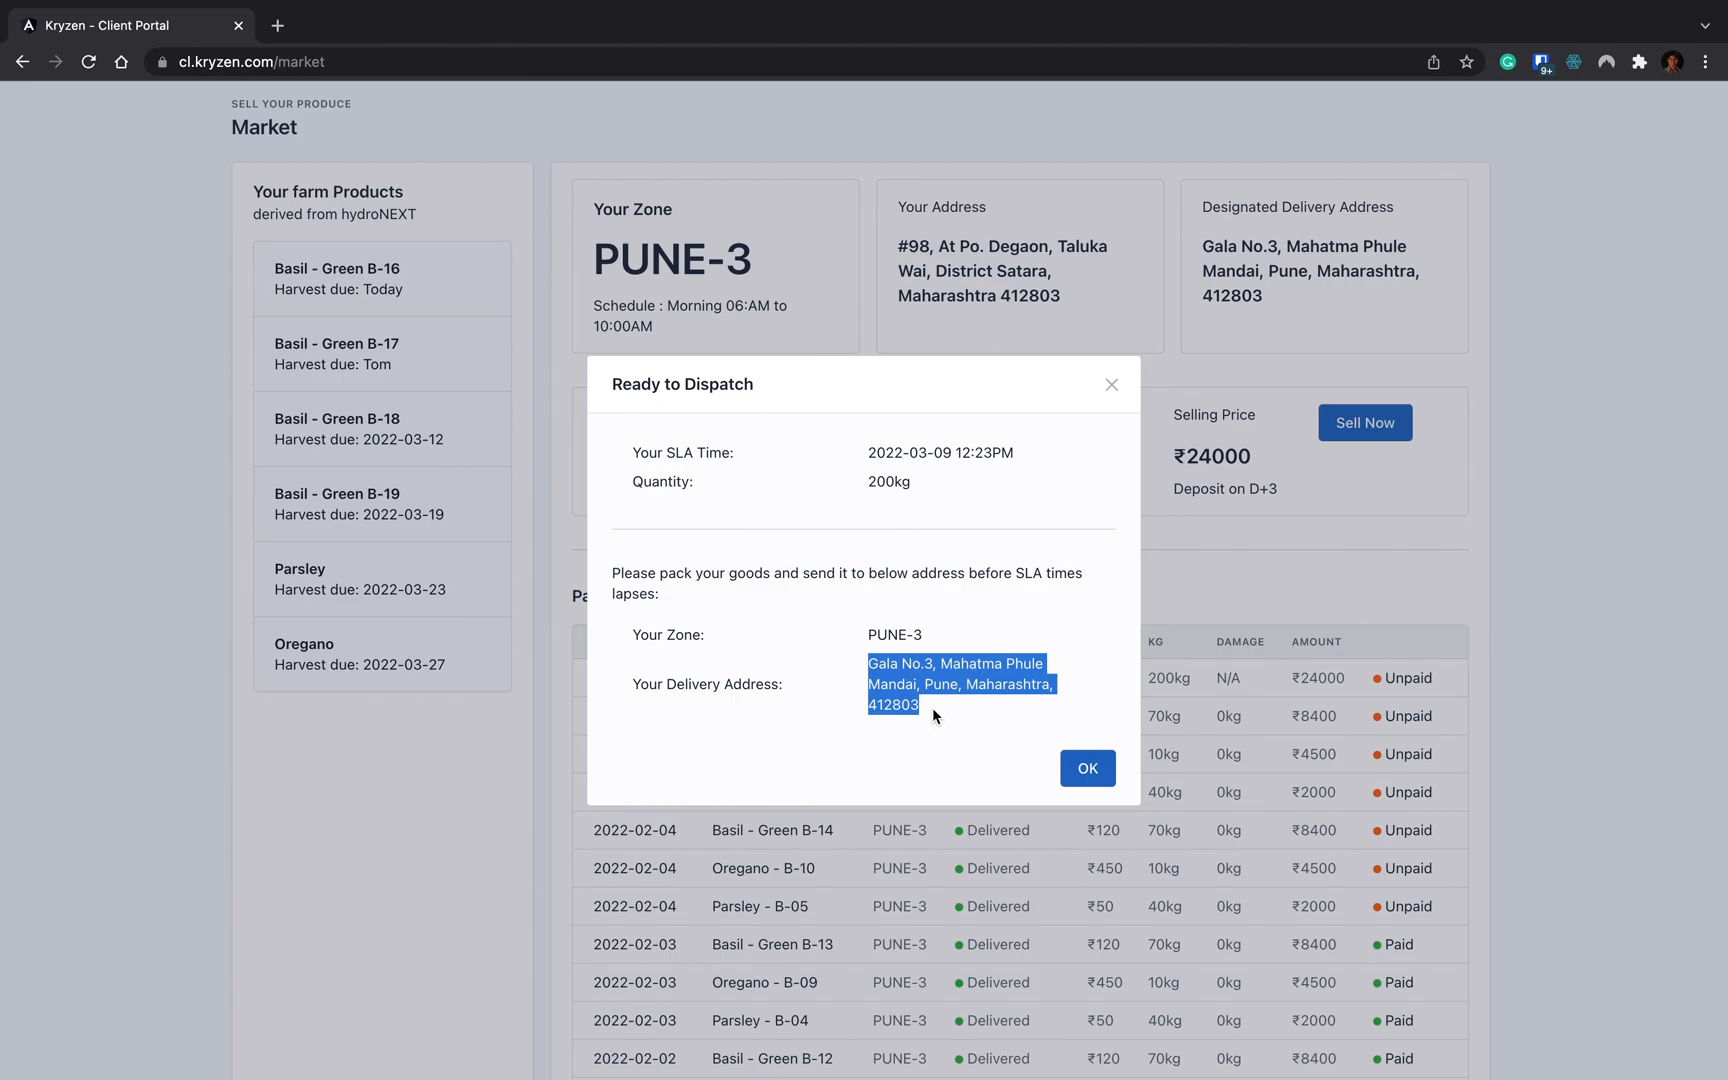 Kryzen - Client Portal
cl.kryzen.com/market
9+
SELL YOUR PRODUCE
Market
Your farm Products
derived from hydroNEXT
Basil - Green B-16
Harvest due: Today
Basil - Green B-17
Harvest due: Tom
Basil - Green B-18
Harvest due: 2022-03-12
Basil - Green B-19
Harvest due: 2022-03-19
Parsley
Harvest due: 2022-03-23
Oregano
Harvest due: 2022-03-27
Your Zone
PUNE-3
Schedule : Morning 06:AM to
10:00AM
Your Address
#98, At Po. Degaon, Taluka
Wai, District Satara,
Maharashtra 412803
Designated Delivery Address
Gala No.3, Mahatma Phule
Mandai, Pune, Maharashtra,
412803
Selling Price
₹24000
Deposit on D+3
Sell Now
Ready to Dispatch
Your SLA Time: 2022-03-09 12:23PM
Quantity: 200kg
Please pack your goods and send it to below address before SLA times
lapses:
Your Zone: PUNE-3
Your Delivery Address: Gala No.3, Mahatma Phule
Mandai, Pune, Maharashtra,
412803
OK
KG DAMAGE AMOUNT
200kg N/A ₹24000 Unpaid
70kg 0kg ₹8400 Unpaid
10kg 0kg ₹4500 Unpaid
40kg 0kg ₹2000 Unpaid
2022-02-04 Basil - Green B-14 PUNE-3 Delivered ₹120 70kg 0kg ₹8400 Unpaid
2022-02-04 Oregano - B-10 PUNE-3 Delivered ₹450 10kg 0kg ₹4500 Unpaid
2022-02-04 Parsley - B-05 PUNE-3 Delivered ₹50 40kg 0kg ₹2000 Unpaid
2022-02-03 Basil - Green B-13 PUNE-3 Delivered ₹120 70kg 0kg ₹8400 Paid
2022-02-03 Oregano - B-09 PUNE-3 Delivered ₹450 10kg 0kg ₹4500 Paid
2022-02-03 Parsley - B-04 PUNE-3 Delivered ₹50 40kg 0kg ₹2000 Paid
2022-02-02 Basil - Green B-12 PUNE-3 Delivered ₹120 70kg 0kg ₹8400 Paid